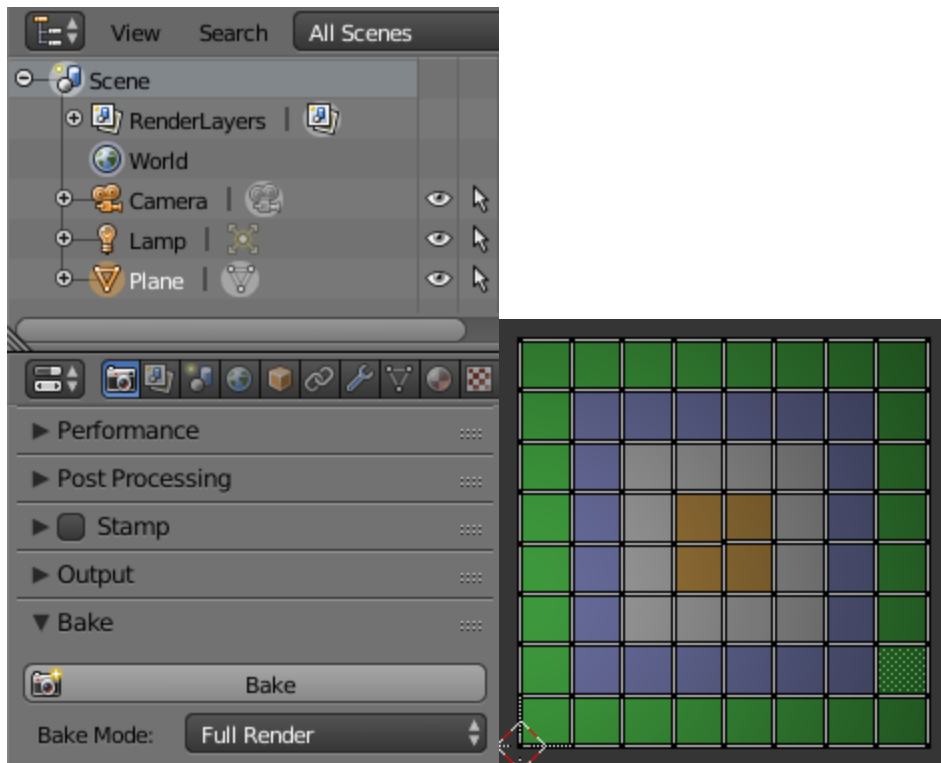 View Search All Scenes
Scene
RenderLayers
World
Camera
Lamp
Plane
Performance
Post Processing
Stamp
Output
Bake
Bake
Bake Mode: Full Render